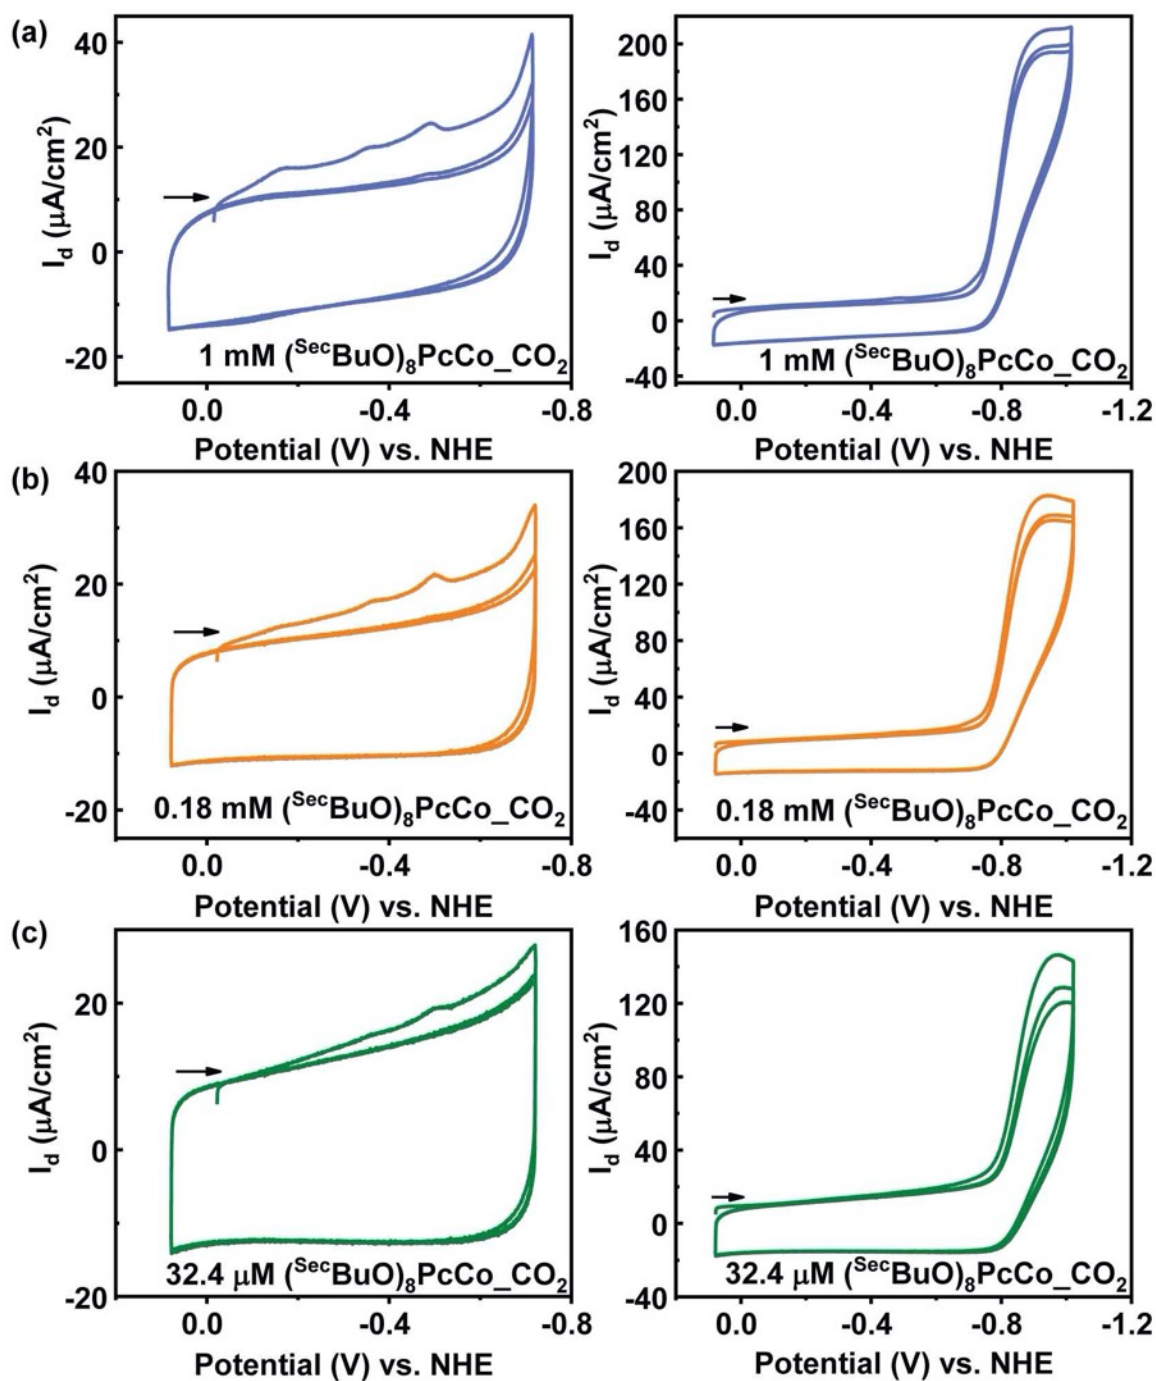 (a)
40
20
0
-20
I_d (μA/cm²)
1 mM (^SecBuO)₈PcCo_CO₂
0.0 -0.4 -0.8
Potential (V) vs. NHE
200
160
120
80
40
0
-40
I_d (μA/cm²)
1 mM (^SecBuO)₈PcCo_CO₂
0.0 -0.4 -0.8 -1.2
Potential (V) vs. NHE
(b)
40
20
0
-20
I_d (μA/cm²)
0.18 mM (^SecBuO)₈PcCo_CO₂
0.0 -0.4 -0.8
Potential (V) vs. NHE
200
160
120
80
40
0
-40
I_d (μA/cm²)
0.18 mM (^SecBuO)₈PcCo_CO₂
0.0 -0.4 -0.8 -1.2
Potential (V) vs. NHE
(c)
20
0
-20
I_d (μA/cm²)
32.4 μM (^SecBuO)₈PcCo_CO₂
0.0 -0.4 -0.8
Potential (V) vs. NHE
160
120
80
40
0
-40
I_d (μA/cm²)
32.4 μM (^SecBuO)₈PcCo_CO₂
0.0 -0.4 -0.8 -1.2
Potential (V) vs. NHE